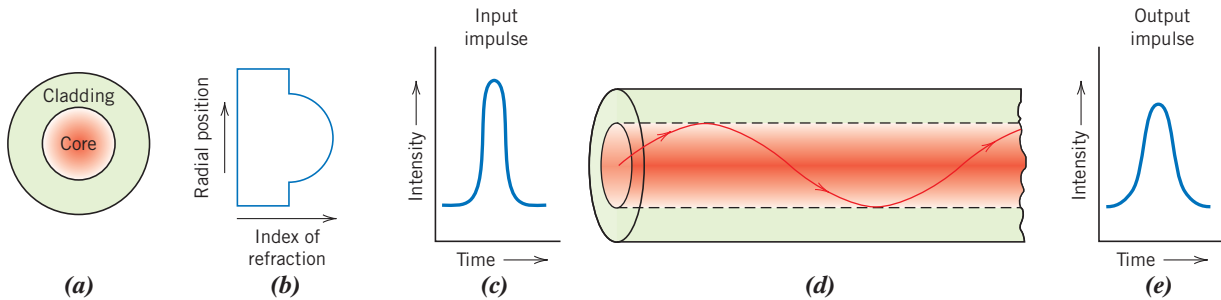 Cladding
Core
(a)
Radial position
Index of
refraction
(b)
Input
impulse
Intensity
Time
(c)
(d)
Output
impulse
Intensity
Time
(e)